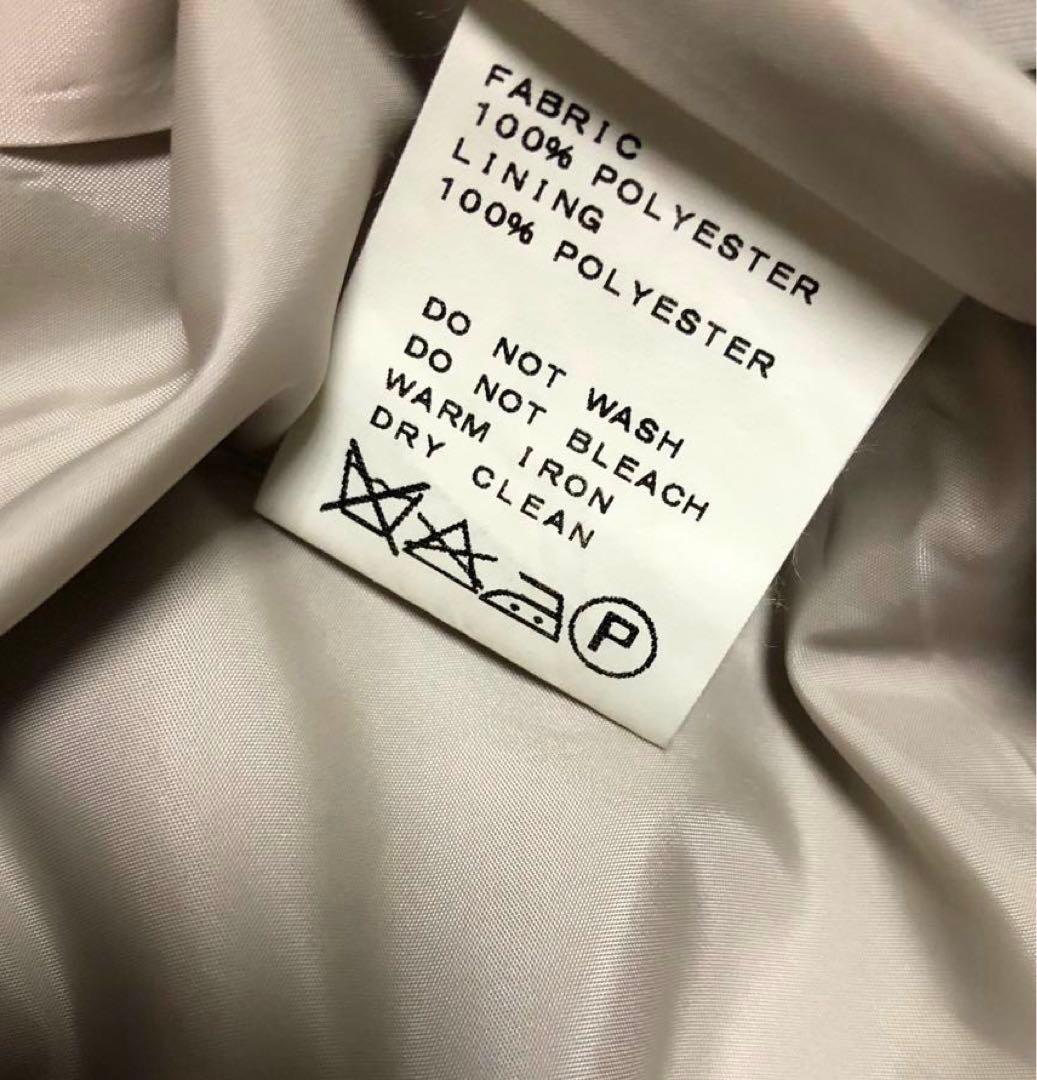 FABRIC
100% POLYESTER
LINING
100% POLYESTER
DO NOT WASH
DO NOT BLEACH
WARM IRON
DRY CLEAN
P